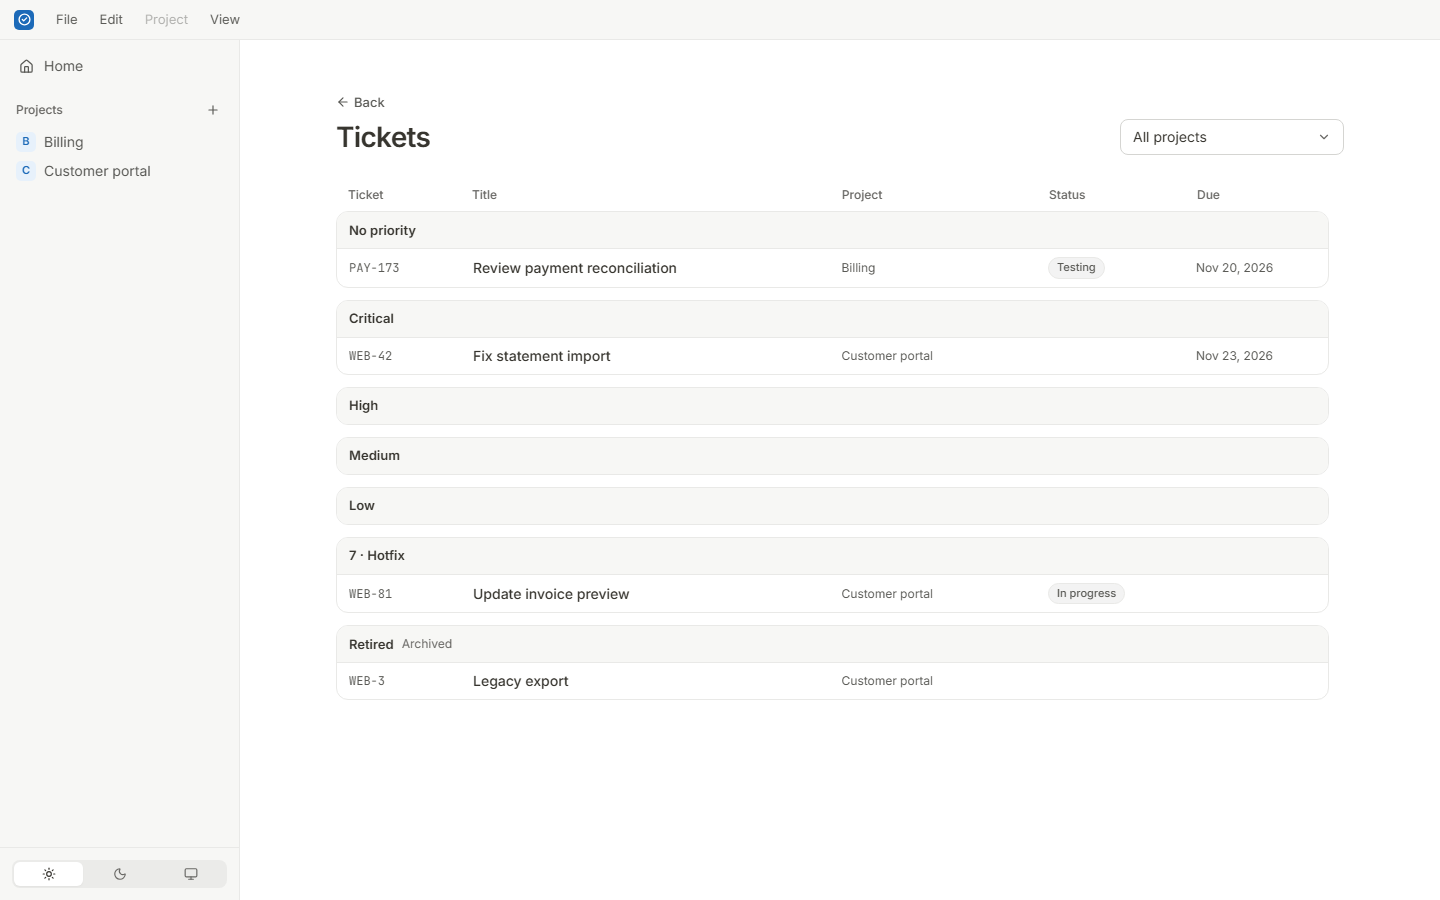 File Edit Project View
Home
Projects
B Billing
C Customer portal
Back
Tickets
All projects
Ticket Title Project Status Due
No priority
PAY-173 Review payment reconciliation Billing Testing Nov 20, 2026
Critical
WEB-42 Fix statement import Customer portal Nov 23, 2026
High
Medium
Low
7 · Hotfix
WEB-81 Update invoice preview Customer portal In progress
Retired Archived
WEB-3 Legacy export Customer portal